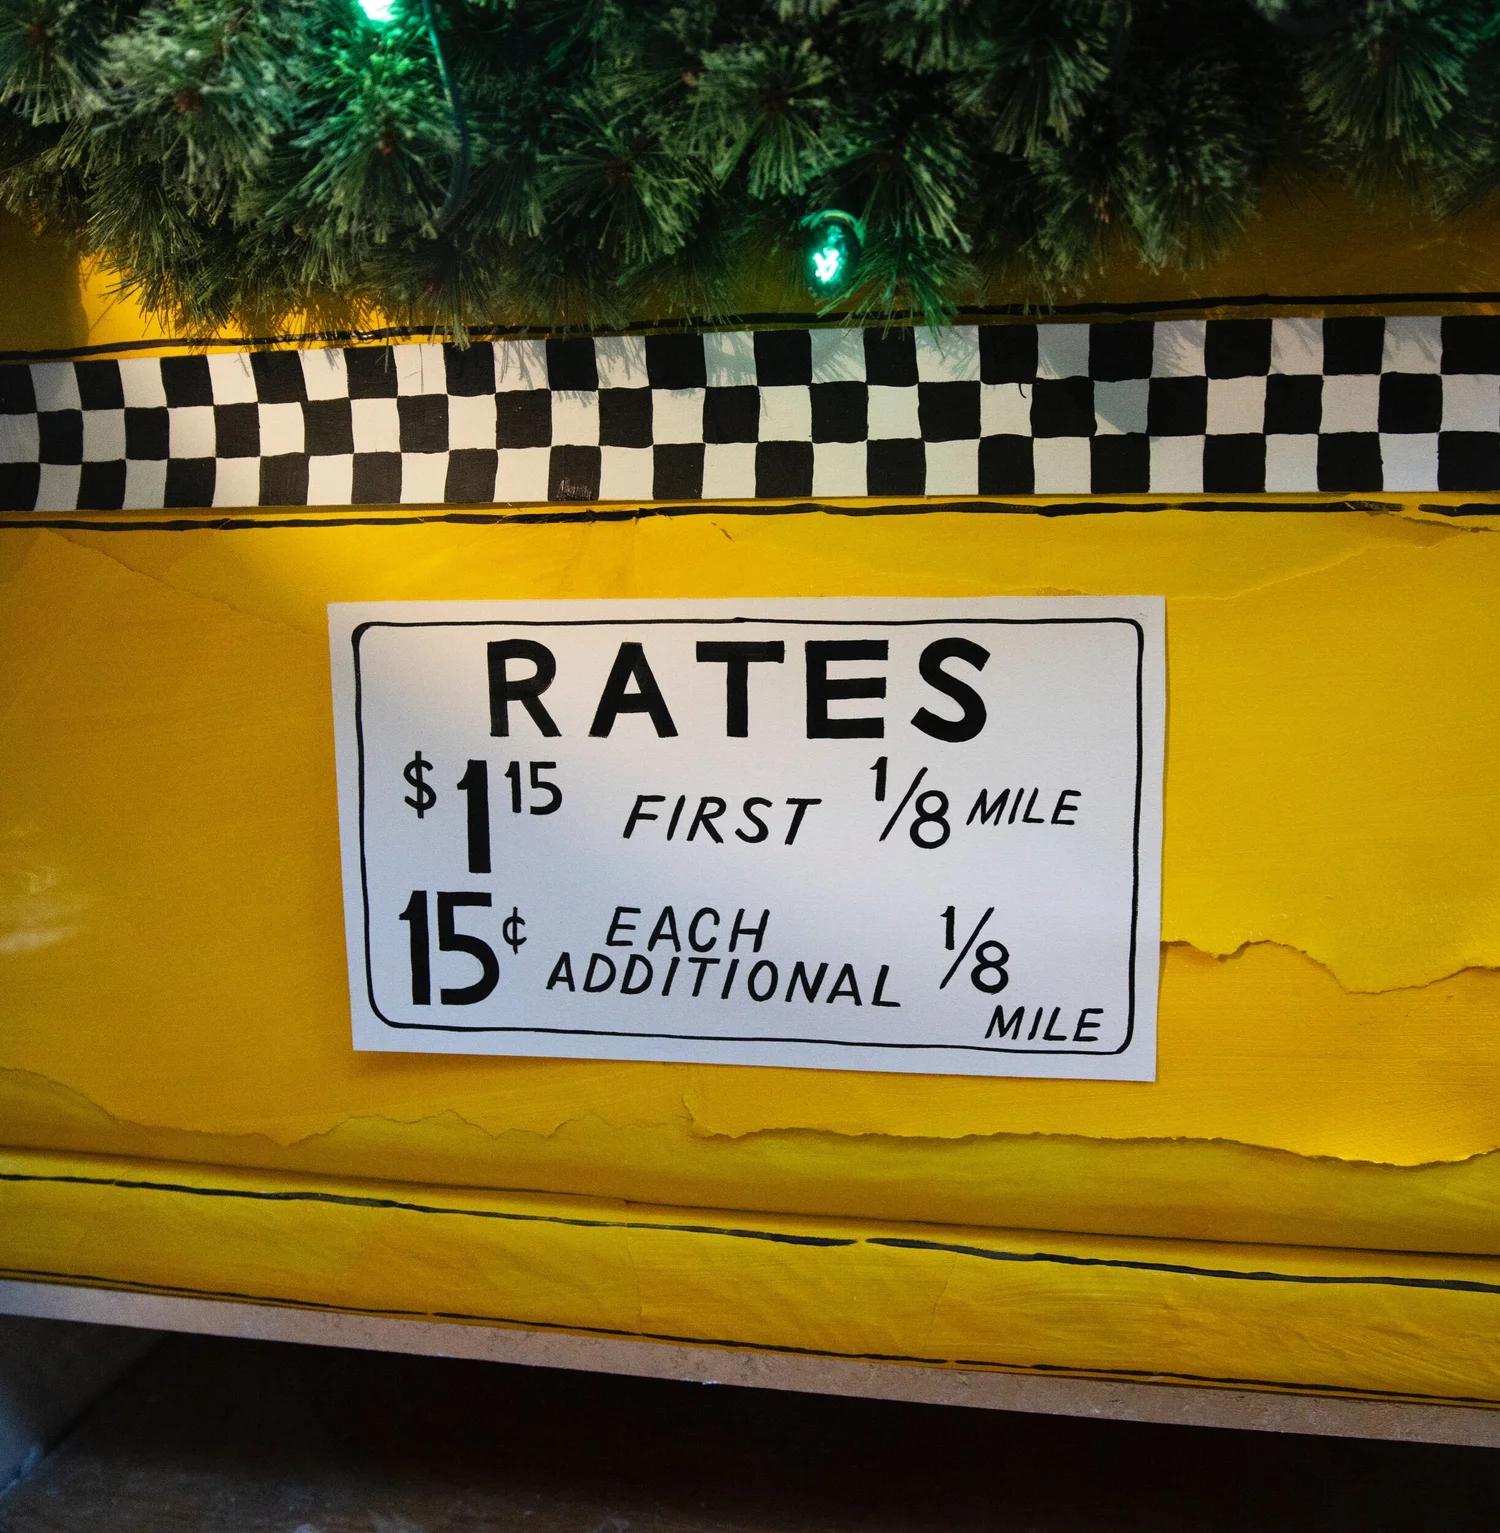 RATES
$1 15 FIRST 1/8 MILE
15¢ EACH ADDITIONAL 1/8 MILE